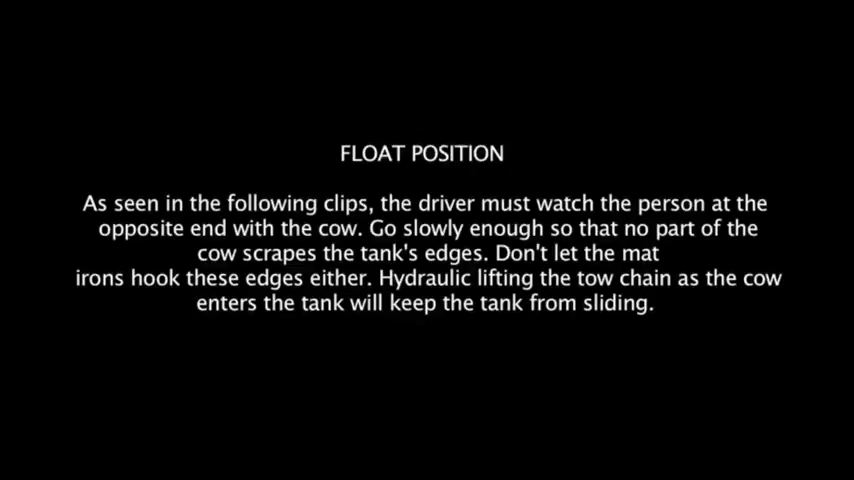 FLOAT POSITION
As seen in the following clips, the driver must watch the person at the
opposite end with the cow. Go slowly enough so that no part of the
cow scrapes the tank's edges. Don't let the mat
irons hook these edges either. Hydraulic lifting the tow chain as the cow
enters the tank will keep the tank from sliding.